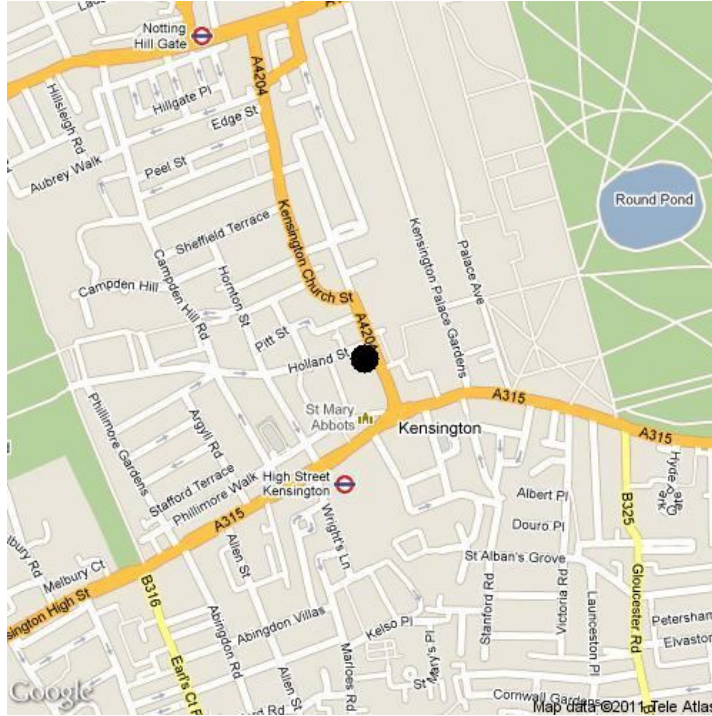 Notting
Hill Gate
A4204
Hillsleigh Rd
Hillgate Pl
Edge St
Aubrey Walk
Peel St
Round Pond
Sheffield Terrace
Kensington Church St
Kensington Palace Gardens
Palace Ave
Campden Hill
Campden Hill Rd
Hornton St
Pitt St
A4204
Holland St
Phillimore Gardens
Argyll Rd
St Mary
Abbots
A315
Kensington
A315
Stafford Terrace
Phillimore Walk
High Street
Kensington
A315
Wright's Ln
Albert Pl
Douro Pl
B325
Hyde Park
Gate
St Alban's Grove
Melbury Ct
Allen St
B316
Abingdon Villas
Kelso Pl
Stanford Rd
Victoria Rd
Launceston Pl
Gloucester Rd
Petersham
Elvaston
sington High St
bury Rd
Earl's Ct R
Abingdon Rd
Allen St
Marloes Rd
St Mary's Pl
St
Cornwall Gardens
Google
Map data ©2011 Tele Atlas